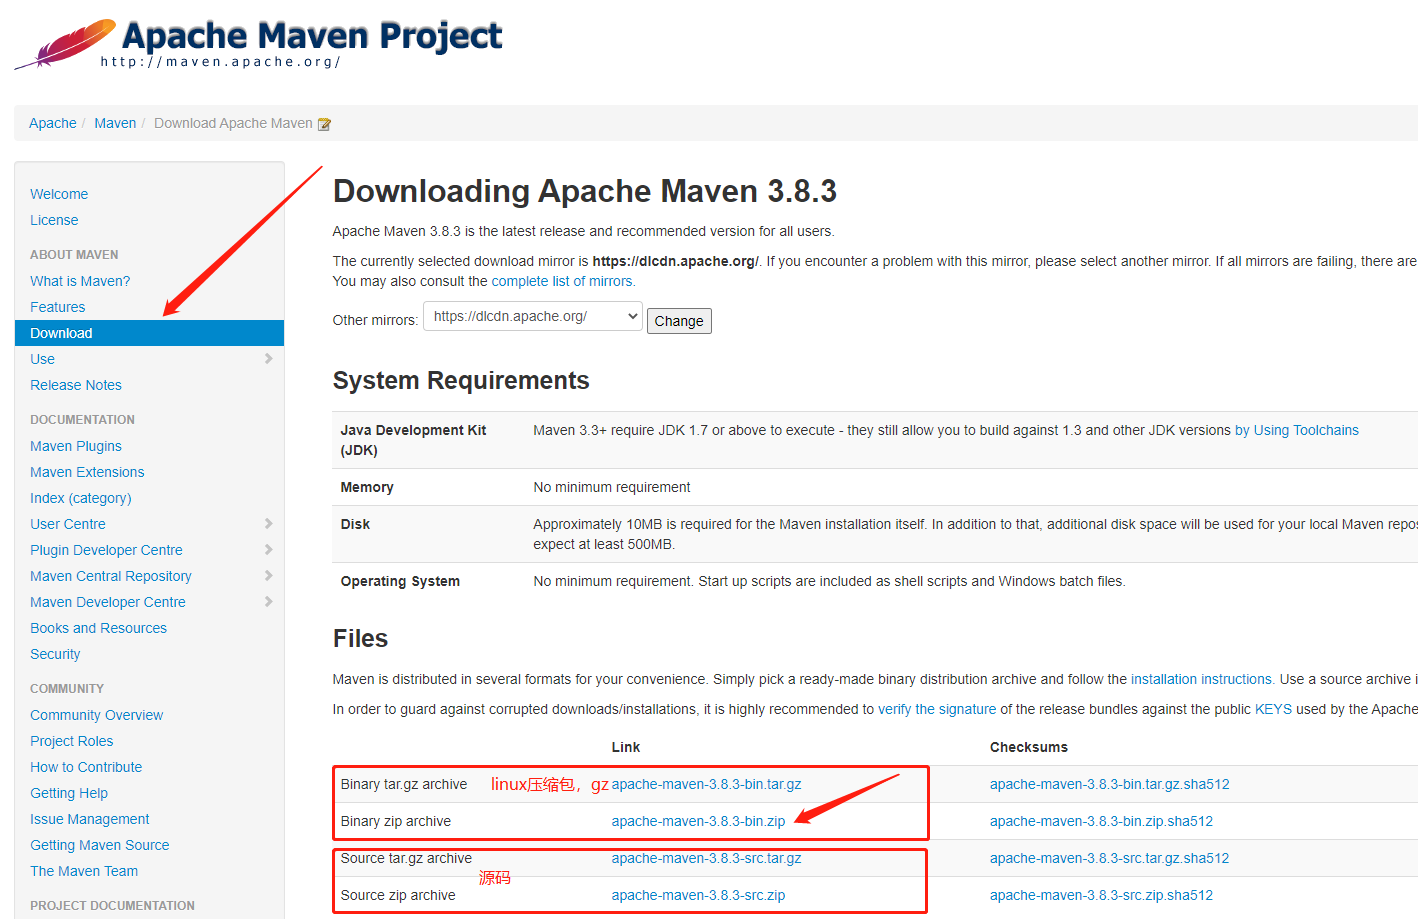 Apache Maven Project
http://maven.apache.org/
Apache / Maven / Download Apache Maven
Welcome
License
ABOUT MAVEN
What is Maven?
Features
Download
Use
Release Notes
DOCUMENTATION
Maven Plugins
Maven Extensions
Index (category)
User Centre
Plugin Developer Centre
Maven Central Repository
Maven Developer Centre
Books and Resources
Security
COMMUNITY
Community Overview
Project Roles
How to Contribute
Getting Help
Issue Management
Getting Maven Source
The Maven Team
PROJECT DOCUMENTATION
Downloading Apache Maven 3.8.3
Apache Maven 3.8.3 is the latest release and recommended version for all users.
The currently selected download mirror is https://dlcdn.apache.org/. If you encounter a problem with this mirror, please select another mirror. If all mirrors are failing, there are
You may also consult the complete list of mirrors.
Other mirrors: https://dlcdn.apache.org/ Change
System Requirements
Java Development Kit Maven 3.3+ require JDK 1.7 or above to execute - they still allow you to build against 1.3 and other JDK versions by Using Toolchains
(JDK)
Memory No minimum requirement
Disk Approximately 10MB is required for the Maven installation itself. In addition to that, additional disk space will be used for your local Maven repos
expect at least 500MB.
Operating System No minimum requirement. Start up scripts are included as shell scripts and Windows batch files.
Files
Maven is distributed in several formats for your convenience. Simply pick a ready-made binary distribution archive and follow the installation instructions. Use a source archive i
In order to guard against corrupted downloads/installations, it is highly recommended to verify the signature of the release bundles against the public KEYS used by the Apache
Link Checksums
Binary tar.gz archive linux压缩包，gz apache-maven-3.8.3-bin.tar.gz apache-maven-3.8.3-bin.tar.gz.sha512
Binary zip archive apache-maven-3.8.3-bin.zip apache-maven-3.8.3-bin.zip.sha512
Source tar.gz archive apache-maven-3.8.3-src.tar.gz apache-maven-3.8.3-src.tar.gz.sha512
源码
Source zip archive apache-maven-3.8.3-src.zip apache-maven-3.8.3-src.zip.sha512